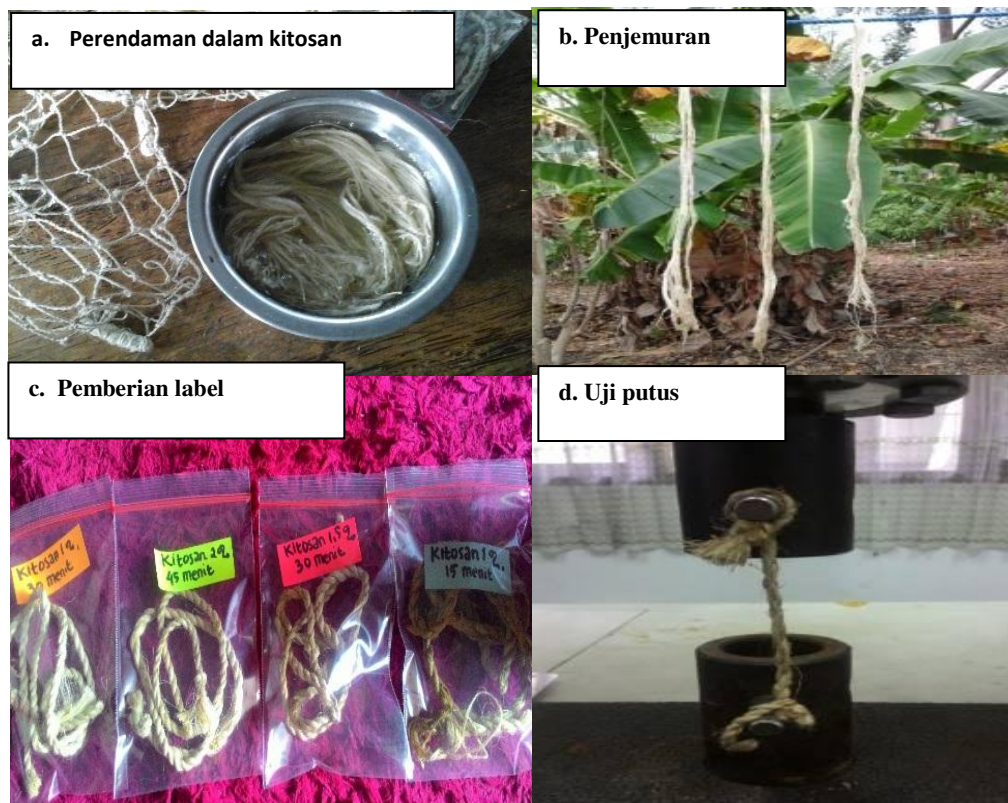 a. Perendaman dalam kitosan
b. Penjemuran
c. Pemberian label
d. Uji putus
Kitosan 1%,
30 menit
Kitosan 2%
45 menit
Kitosan 1,5%
30 menit
Kitosan 1%,
15 menit